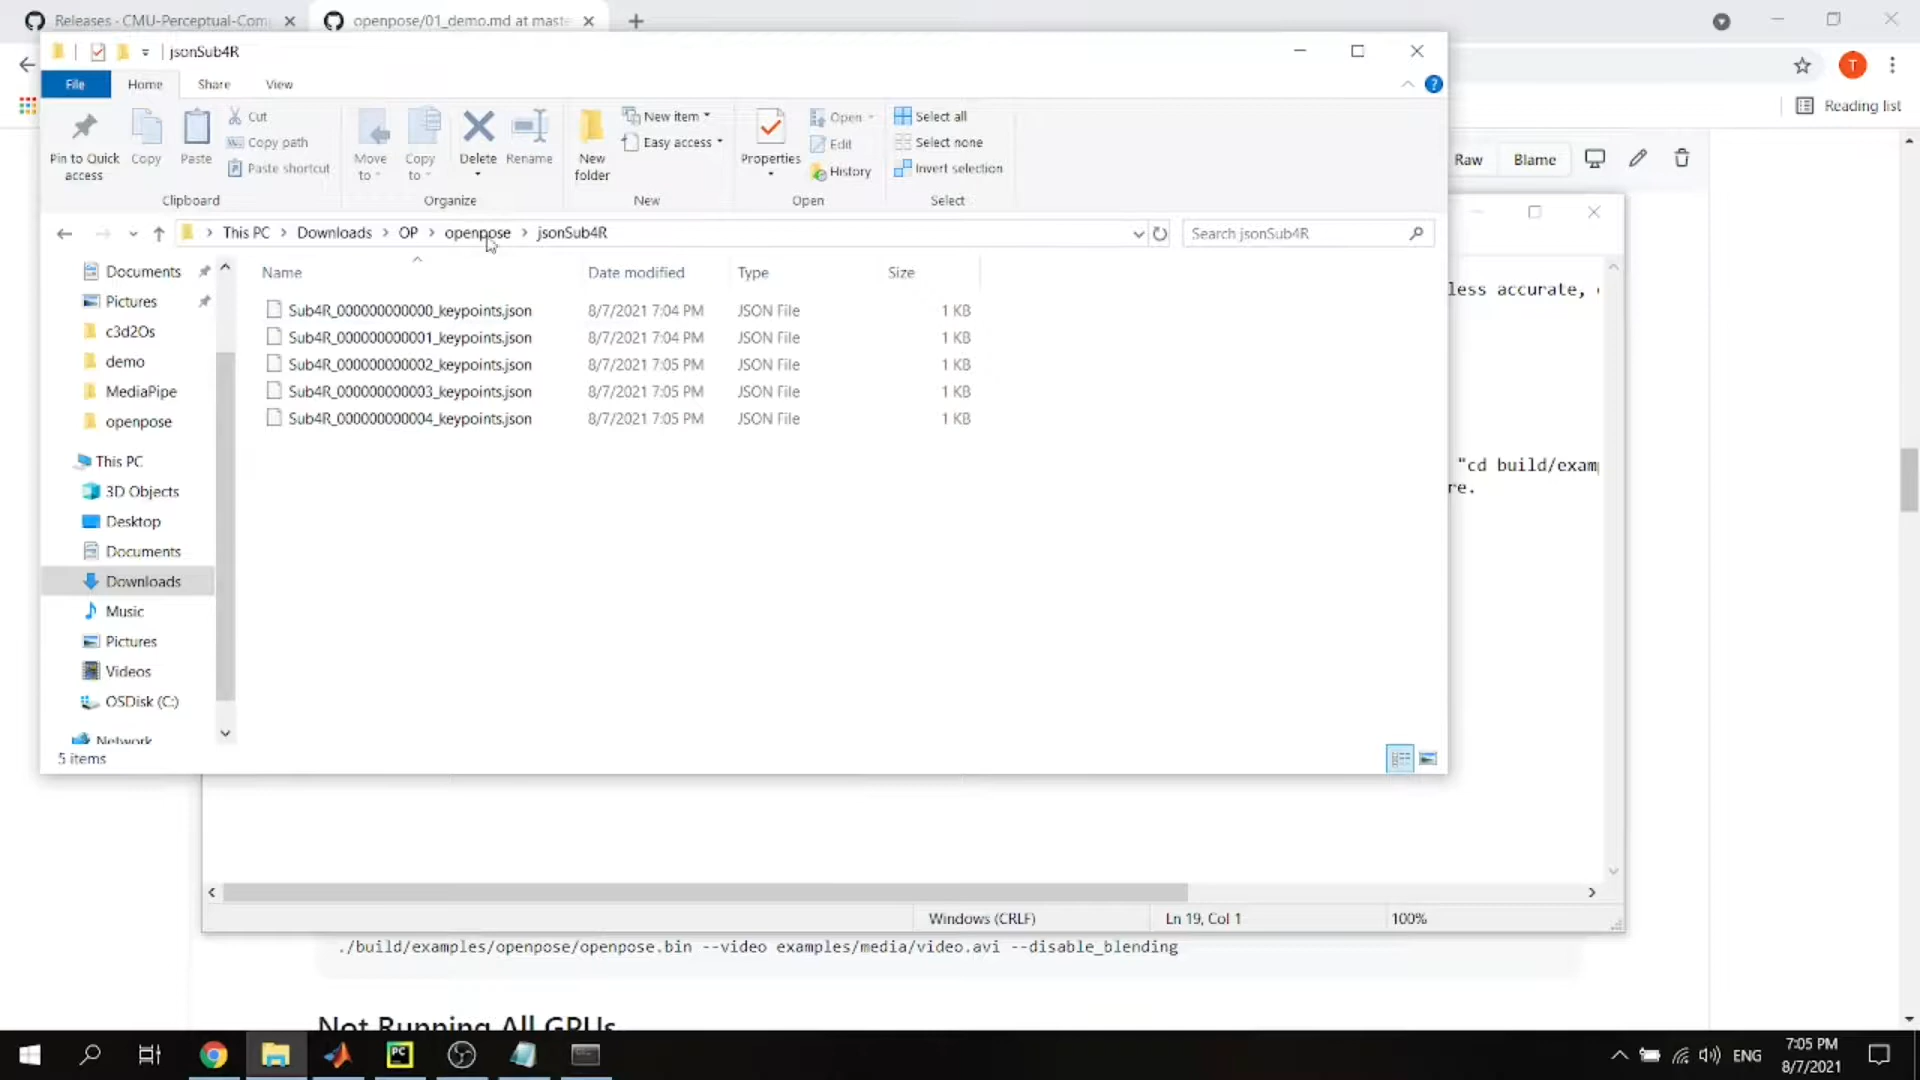 Releases · CMU-Perceptual-Com
openpose/01_demo.md at maste
jsonSub4R
File
Home
Share
View
T
Reading list
Pin to Quick access
Copy
Paste
Cut
Copy path
Paste shortcut
Move to
Copy to
Delete
Rename
New folder
New item
Easy access
Properties
Open
Edit
History
Select all
Select none
Invert selection
Clipboard
Organize
New
Open
Select
Raw
Blame
This PC
Downloads
OP
openpose
jsonSub4R
Search jsonSub4R
Name
Date modified
Type
Size
Sub4R_000000000000_keypoints.json 8/7/2021 7:04 PM JSON File 1 KB
Sub4R_000000000001_keypoints.json 8/7/2021 7:04 PM JSON File 1 KB
Sub4R_000000000002_keypoints.json 8/7/2021 7:05 PM JSON File 1 KB
Sub4R_000000000003_keypoints.json 8/7/2021 7:05 PM JSON File 1 KB
Sub4R_000000000004_keypoints.json 8/7/2021 7:05 PM JSON File 1 KB
Documents
Pictures
c3d2Os
demo
MediaPipe
openpose
This PC
3D Objects
Desktop
Documents
Downloads
Music
Pictures
Videos
OSDisk (C:)
Network
5 items
less accurate,
"cd build/exam
re.
Windows (CRLF)
Ln 19, Col 1
100%
./build/examples/openpose/openpose.bin --video examples/media/video.avi --disable_blending
Not Running All GPUs
PC
ENG
7:05 PM
8/7/2021